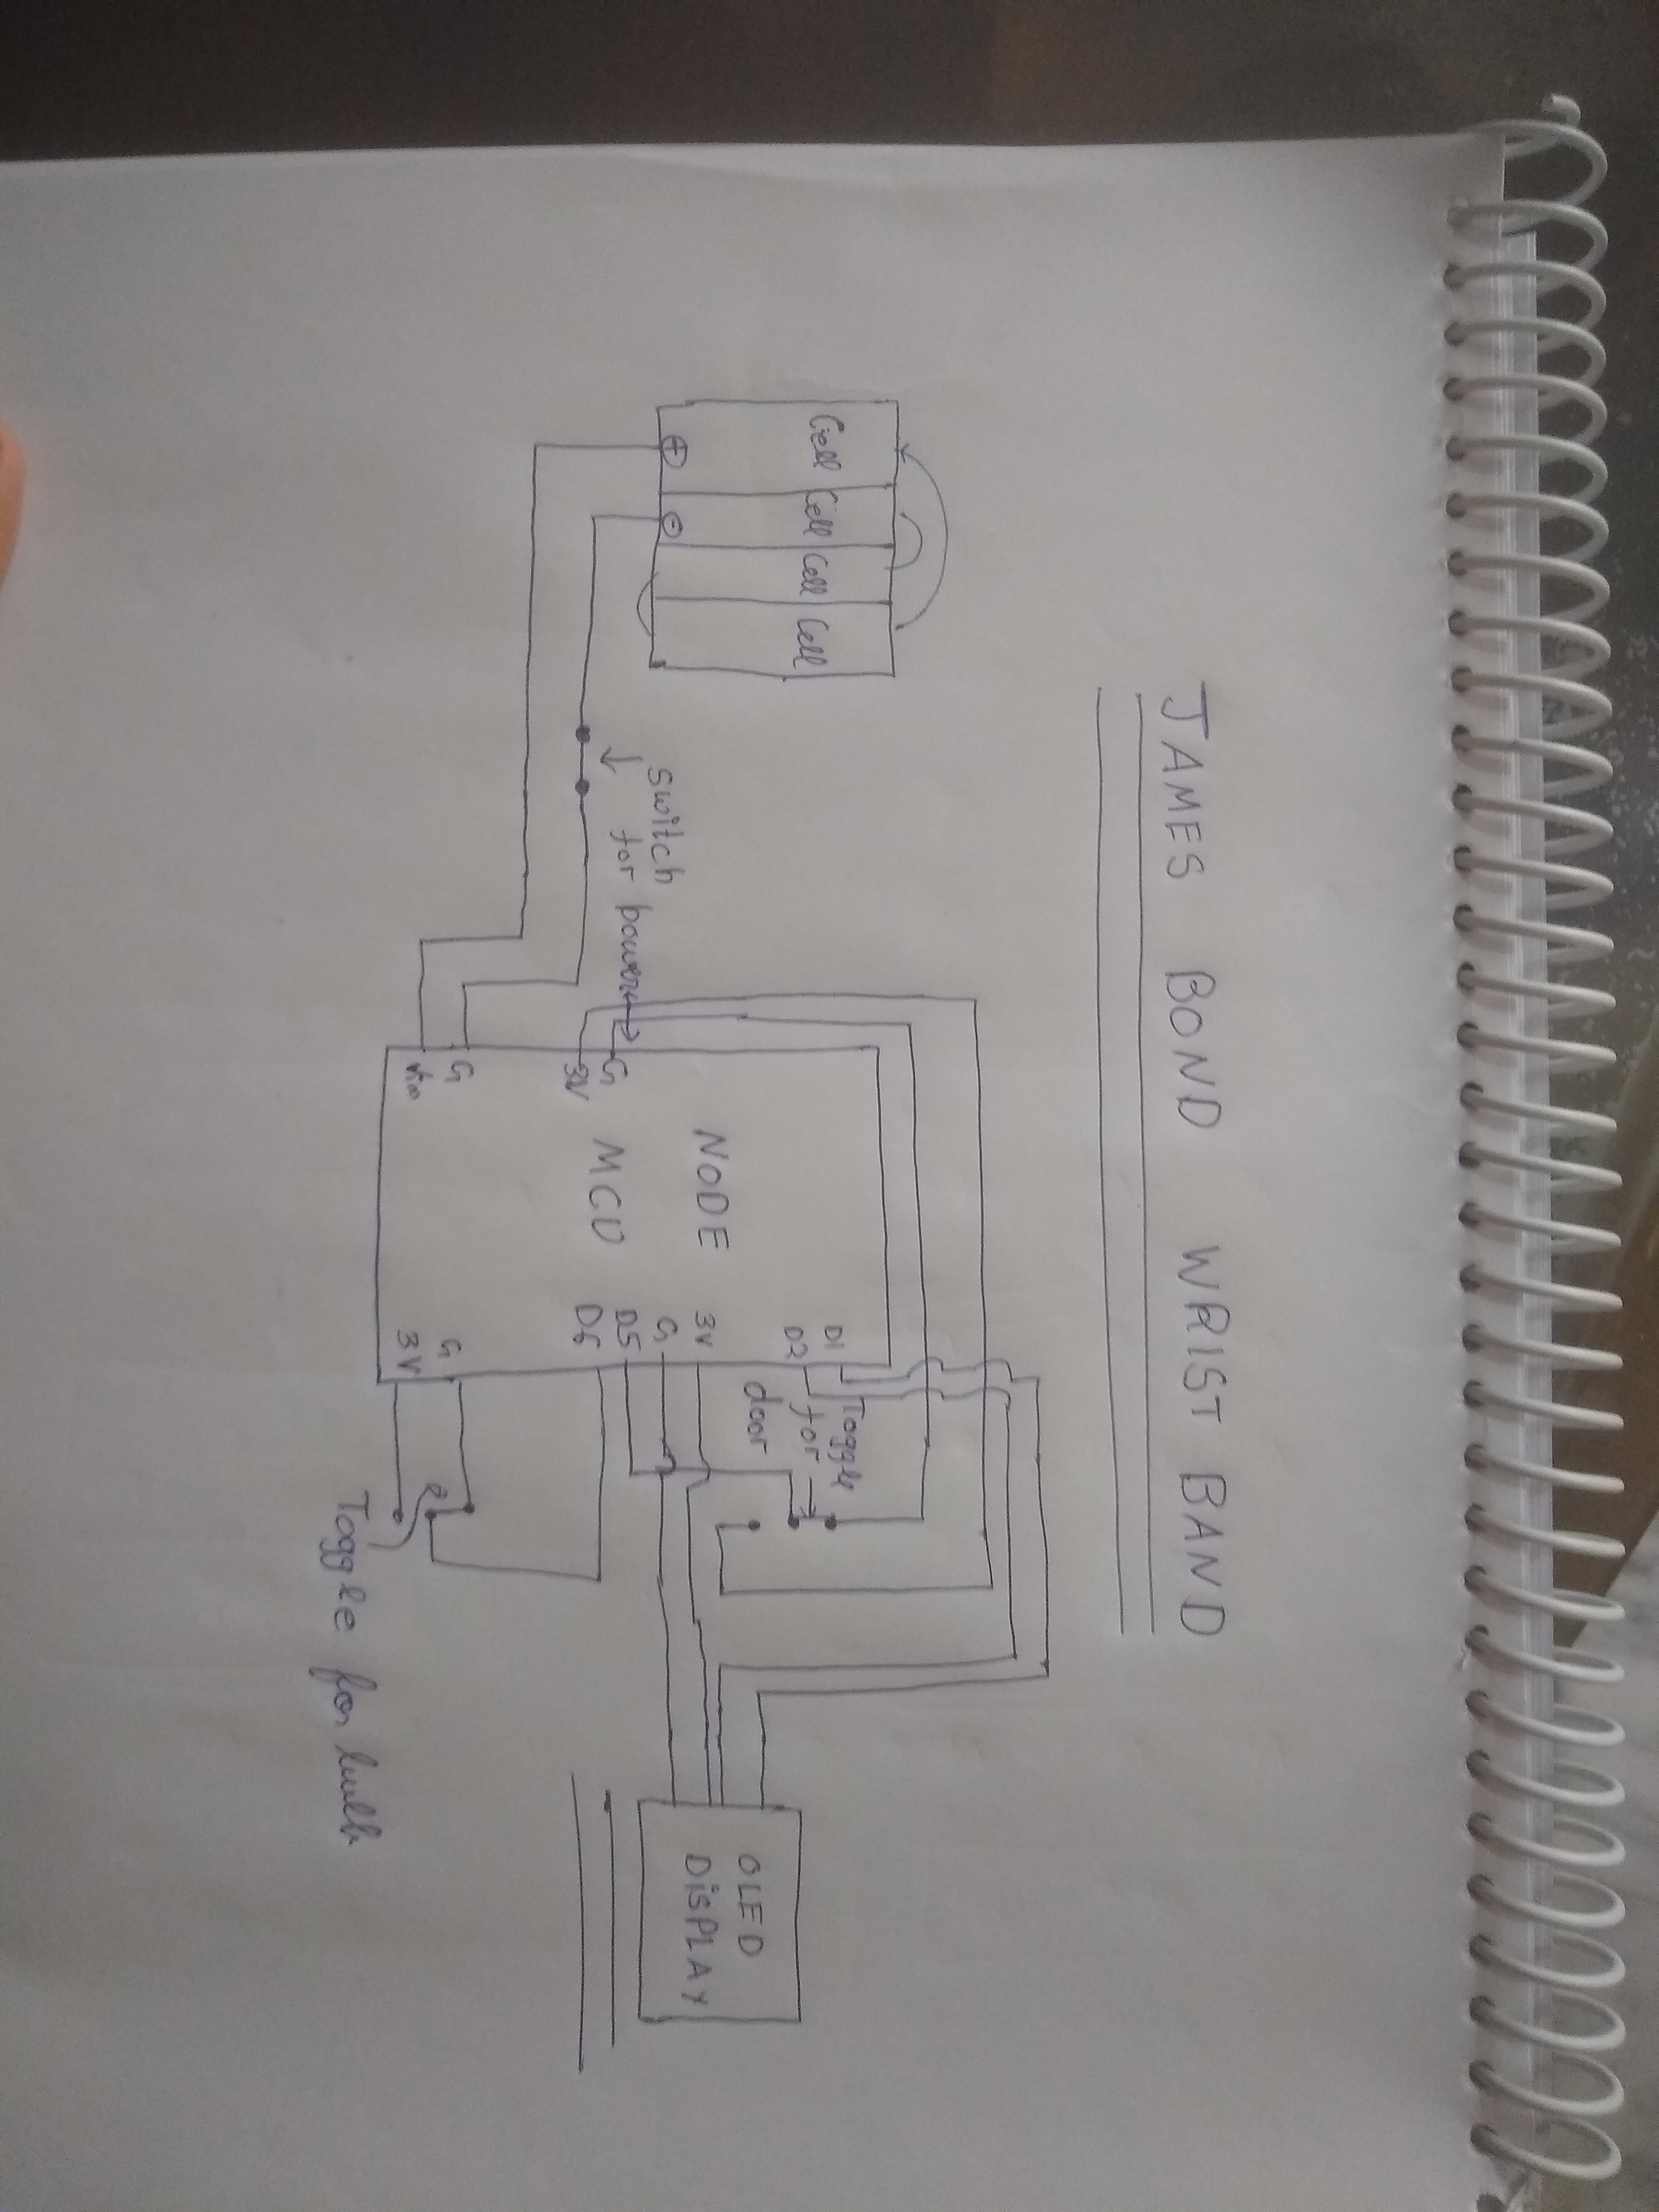 JAMES BOND WRIST BAND
Cell Cell Cell Cell
+ -
switch
for power
G
3V
G
Vin
NODE
MCU
D1
D2
3V
G
D5
D6
G
3V
Toggle
for
door
Toggle for bulb
OLED
DISPLAY